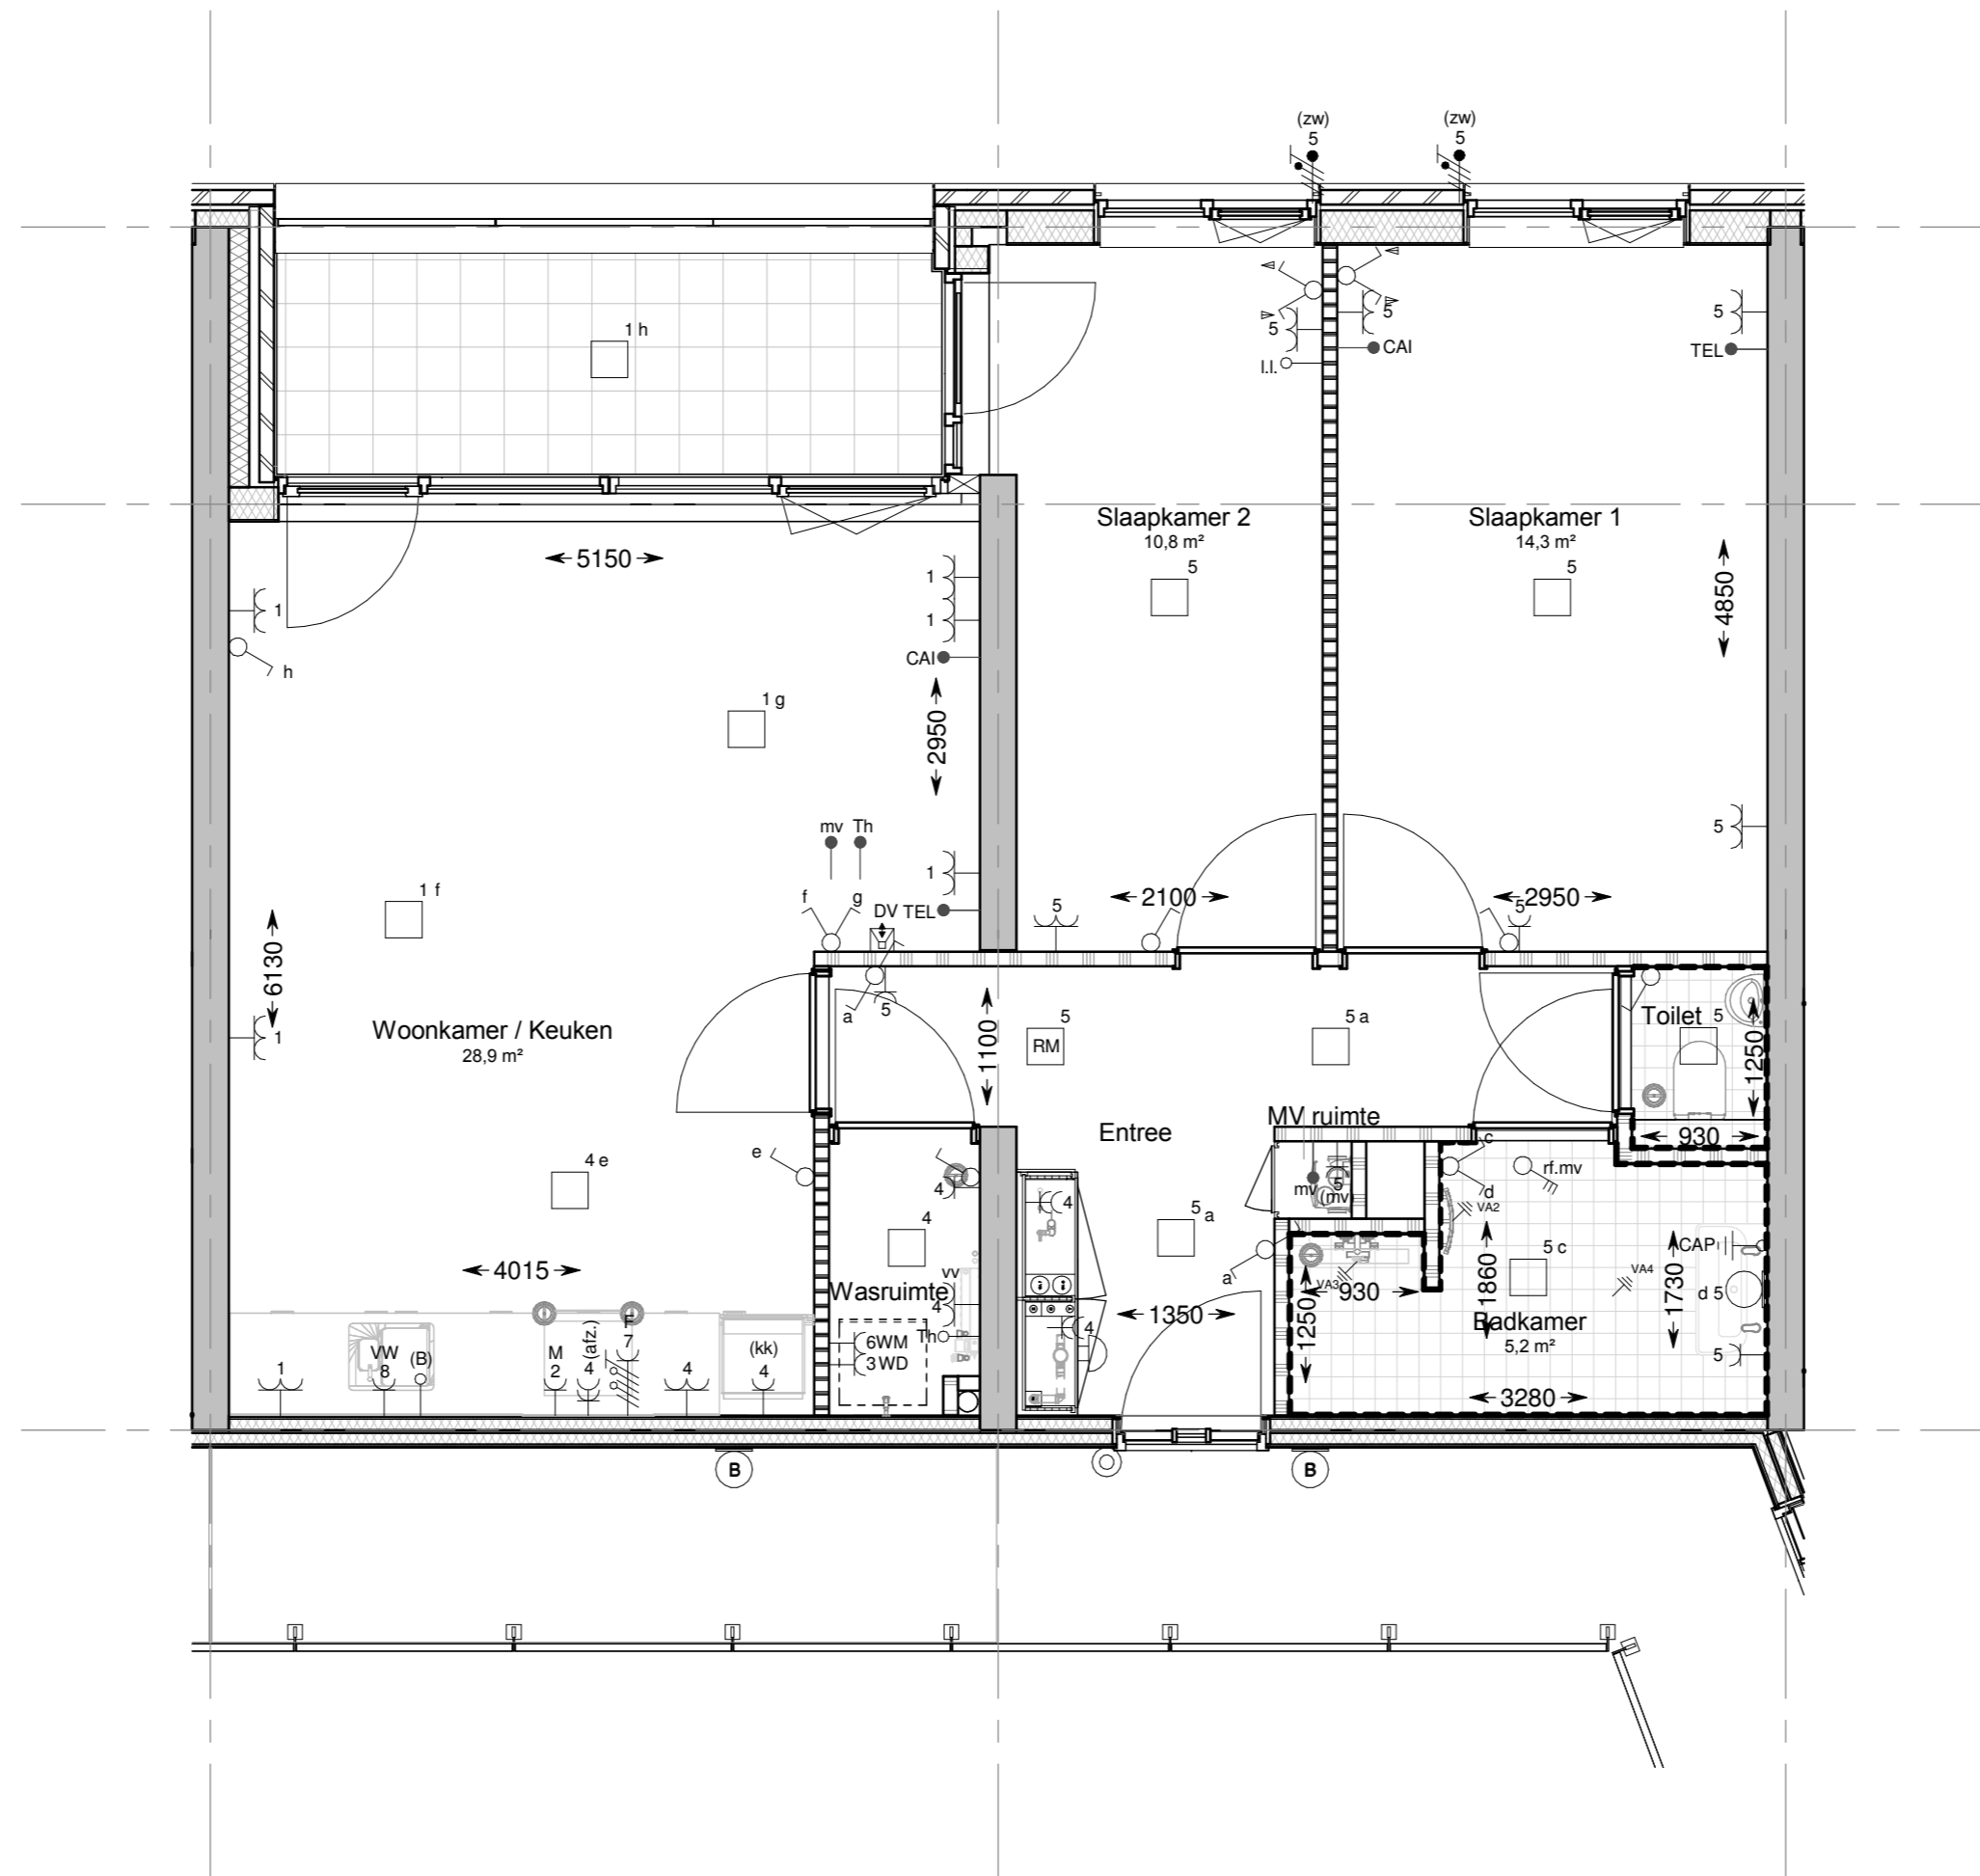 (zw)
5
(zw)
5
1 h
5
5
5
CAI
TEL
l.l.
Slaapkamer 2
10,8 m²
5
Slaapkamer 1
14,3 m²
5
5150
4850
1
h
1
1
CAI
2950
1 g
mv Th
5
1
f g
DV TEL
1 f
6130
5
2100
5
2950
a
5
1100
5
RM
5 a
Toilet
5
1250
930
Woonkamer / Keuken
28,9 m²
1
MV ruimte
Entree
e
4 e
4
4
4
mv
5
(mv)
c
d
rf.mv
VA2
5
a
a
CAP
5 c
VA4
VA3
930
1860
1730
d 5
4015
Wasruimte
vv
4
Th
1350
4
1250
Badkamer
5,2 m²
5
3280
1
VW
8
(B)
M
2
(afz.)
4
F
7
4
(kk)
4
6WM
3WD
B
B